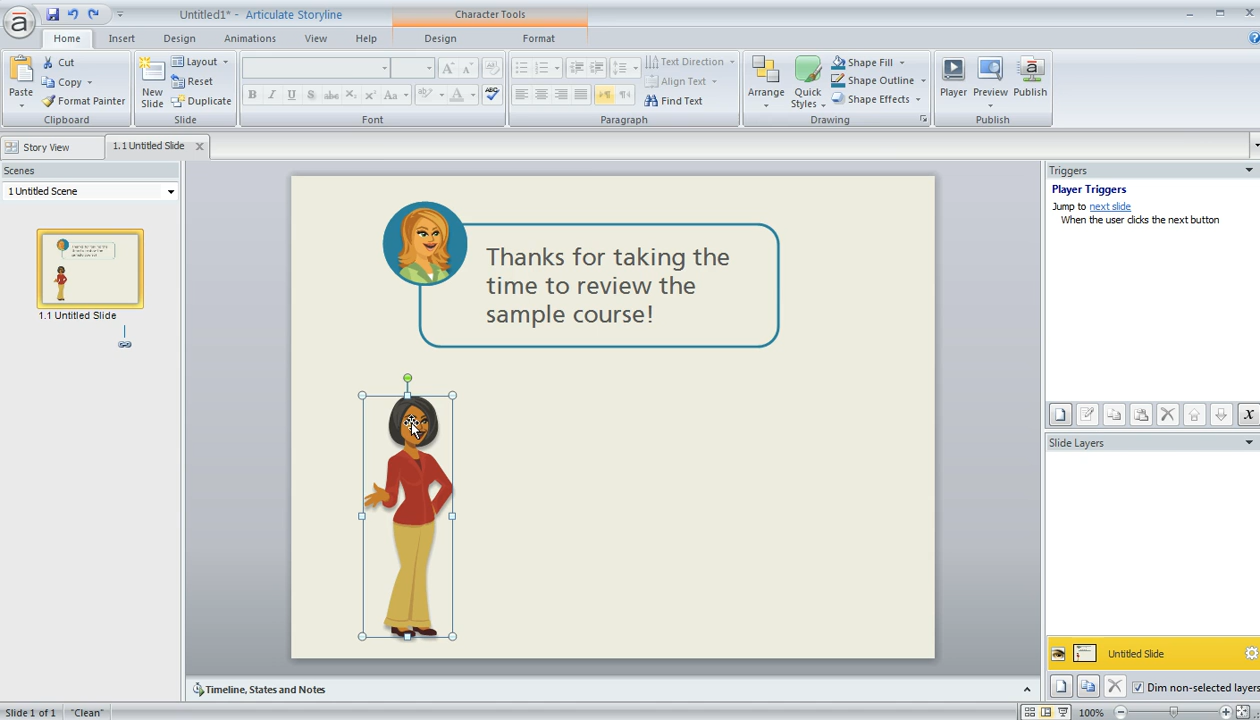 Untitled1* - Articulate Storyline
Character Tools
Home
Insert
Design
Animations
View
Help
Design
Format
Paste
Cut
Copy
Format Painter
Clipboard
New
Slide
Layout
Reset
Duplicate
Slide
Font
Text Direction
Align Text
Find Text
Paragraph
Arrange
Quick
Styles
Shape Fill
Shape Outline
Shape Effects
Drawing
Player
Preview
Publish
Publish
Story View
1.1 Untitled Slide
Scenes
1 Untitled Scene
1.1 Untitled Slide
Thanks for taking the
time to review the
sample course!
Triggers
Player Triggers
Jump to next slide
When the user clicks the next button
Slide Layers
Untitled Slide
Dim non-selected layers
Timeline, States and Notes
Slide 1 of 1
"Clean"
100%